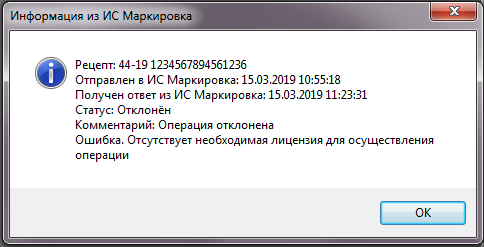 Информация из ИС Маркировка
Рецепт: 44-19 1234567894561236
Отправлен в ИС Маркировка: 15.03.2019 10:55:18
Получен ответ из ИС Маркировка: 15.03.2019 11:23:31
Статус: Отклонён
Комментарий: Операция отклонена
Ошибка. Отсутствует необходимая лицензия для осуществления
операции
OK